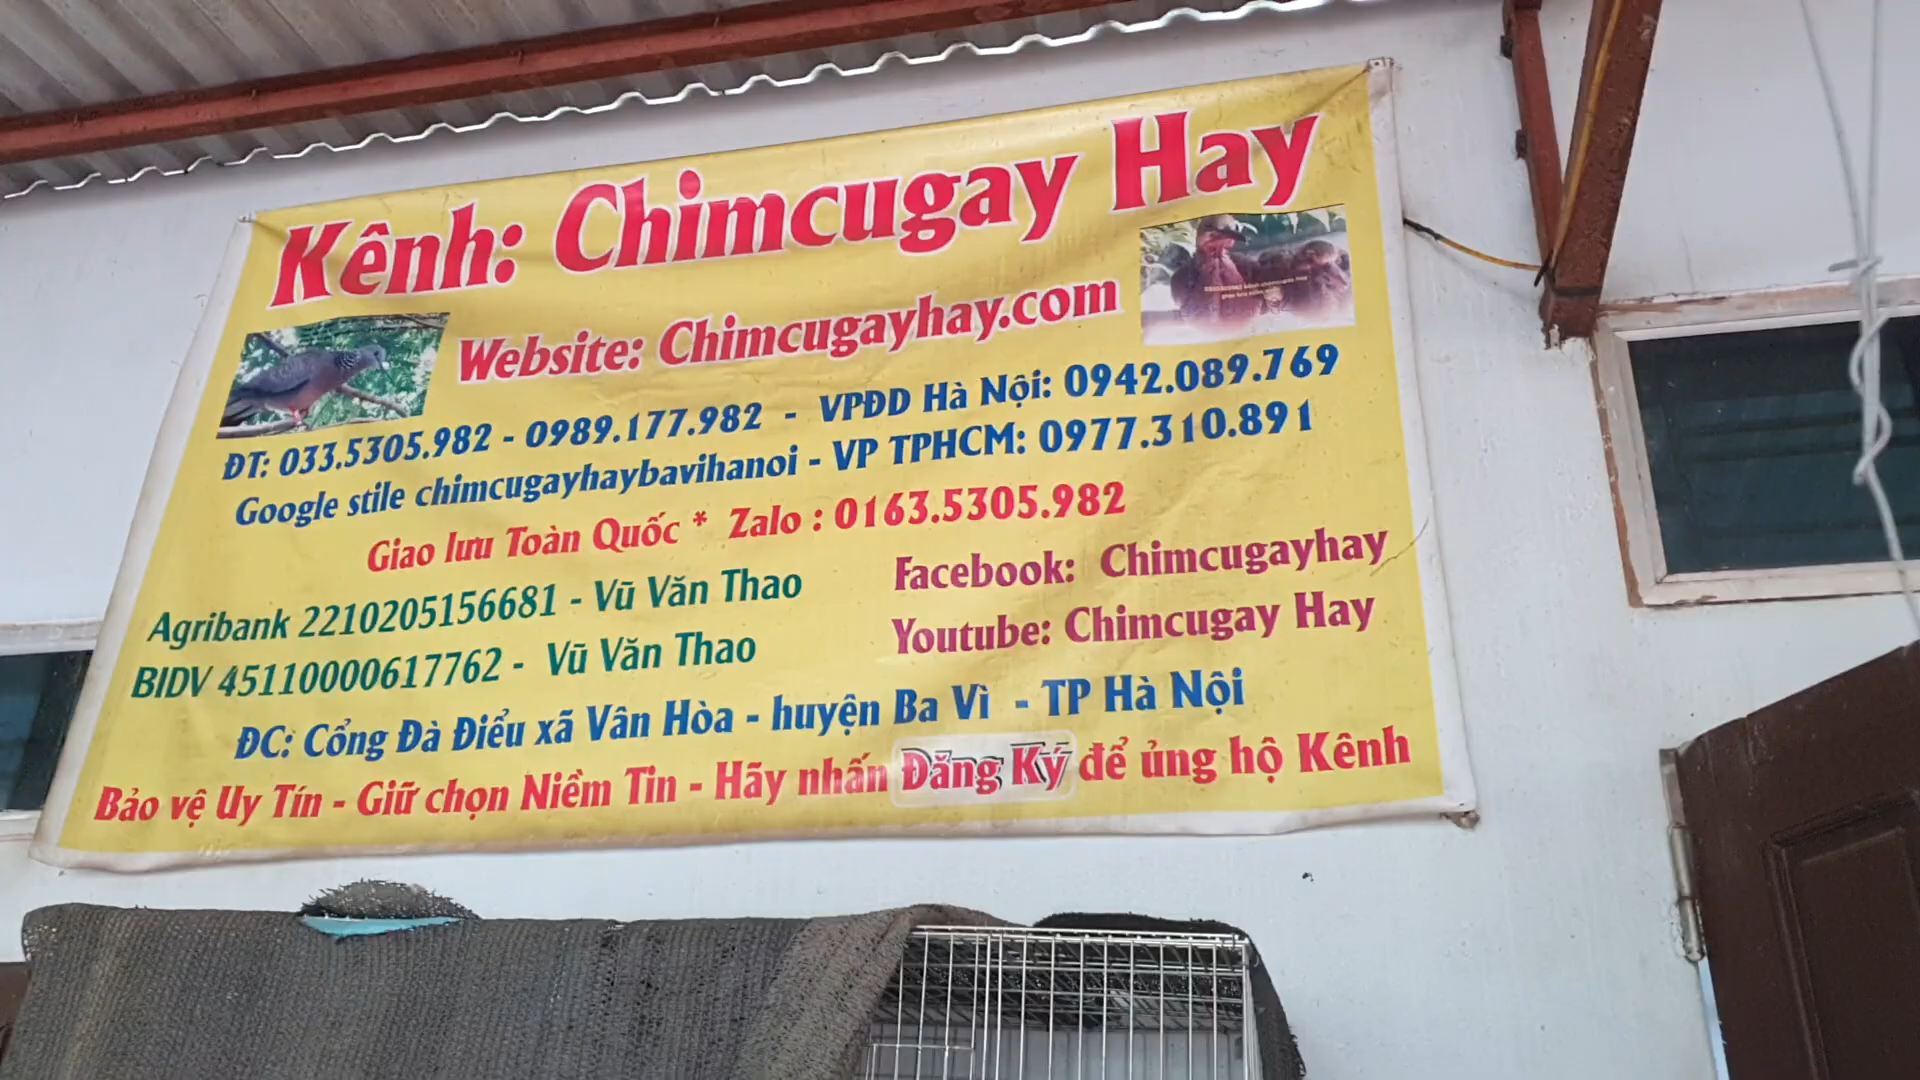 Kênh: Chimcugay Hay
Website: Chimcugayhay.com
ĐT: 033.5305.982 - 0989.177.982 - VPĐD Hà Nội: 0942.089.769
Google stile chimcugayhaybavihanoi - VP TPHCM: 0977.310.891
Giao lưu Toàn Quốc * Zalo : 0163.5305.982
Agribank 2210205156681 - Vũ Văn Thao
BIDV 45110000617762 - Vũ Văn Thao
Facebook: Chimcugayhay
Youtube: Chimcugay Hay
ĐC: Cổng Đà Điểu xã Vân Hòa - huyện Ba Vì - TP Hà Nội
Bảo vệ Uy Tín - Giữ chọn Niềm Tin - Hãy nhấn Đăng Ký để ủng hộ Kênh